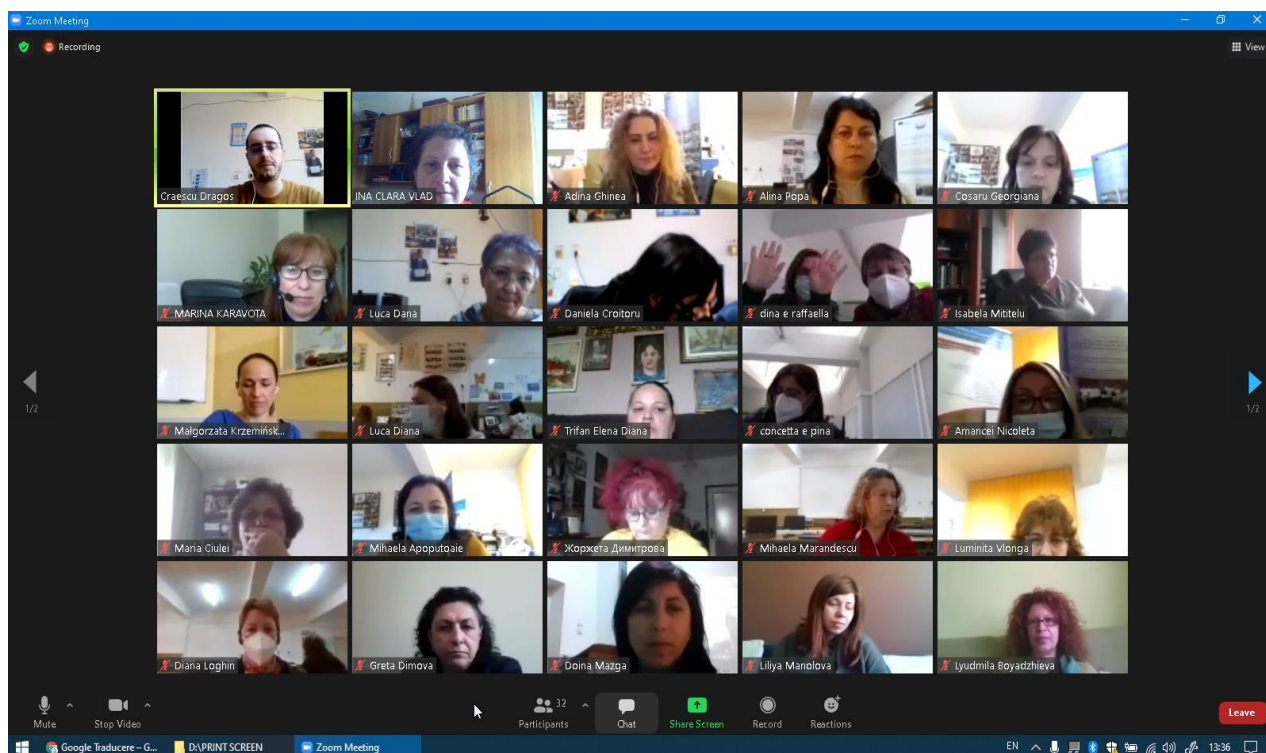 Zoom Meeting
Recording
View
Craescu Dragos
INA CLARA VLAD
Adina Ghinea
Alina Popa
Cosaru Georgiana
MARINA KARAVOTA
Luca Dana
Daniela Croitoru
dina e raffaella
Isabela Mititelu
1/2
Małgorzata Krzemińsk...
Luca Diana
Trifan Elena Diana
concetta e pina
Amancei Nicoleta
1/2
Maria Ciulei
Mihaela Apoputoaie
Жоржета Димитрова
Mihaela Marandescu
Luminita Vlonga
Diana Loghin
Greta Dimova
Doina Mazga
Liliya Manolova
Lyudmila Boyadzhieva
32
Mute
Stop Video
Participants
Chat
Share Screen
Record
Reactions
Leave
Google Traducere – G...
D:\PRINT SCREEN
Zoom Meeting
EN
13:36